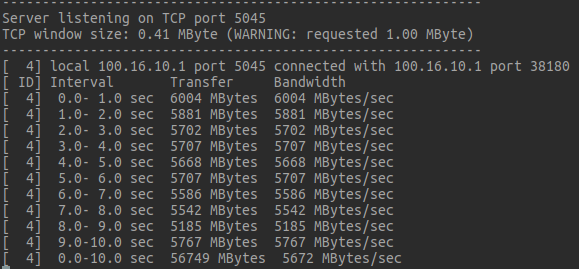 ------------------------------------------------------------
Server listening on TCP port 5045
TCP window size: 0.41 MByte (WARNING: requested 1.00 MByte)
------------------------------------------------------------
[  4] local 100.16.10.1 port 5045 connected with 100.16.10.1 port 38180
[ ID] Interval       Transfer     Bandwidth
[  4]  0.0- 1.0 sec  6004 MBytes  6004 MBytes/sec
[  4]  1.0- 2.0 sec  5881 MBytes  5881 MBytes/sec
[  4]  2.0- 3.0 sec  5702 MBytes  5702 MBytes/sec
[  4]  3.0- 4.0 sec  5707 MBytes  5707 MBytes/sec
[  4]  4.0- 5.0 sec  5668 MBytes  5668 MBytes/sec
[  4]  5.0- 6.0 sec  5707 MBytes  5707 MBytes/sec
[  4]  6.0- 7.0 sec  5586 MBytes  5586 MBytes/sec
[  4]  7.0- 8.0 sec  5542 MBytes  5542 MBytes/sec
[  4]  8.0- 9.0 sec  5185 MBytes  5185 MBytes/sec
[  4]  9.0-10.0 sec  5767 MBytes  5767 MBytes/sec
[  4]  0.0-10.0 sec  56749 MBytes  5672 MBytes/sec